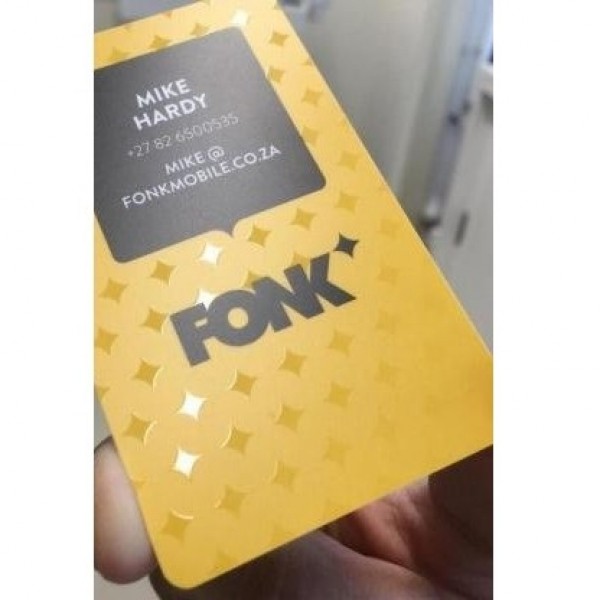 MIKE
HARDY
+27 82 6500535
MIKE @
FONKMOBILE.CO.ZA
FONK